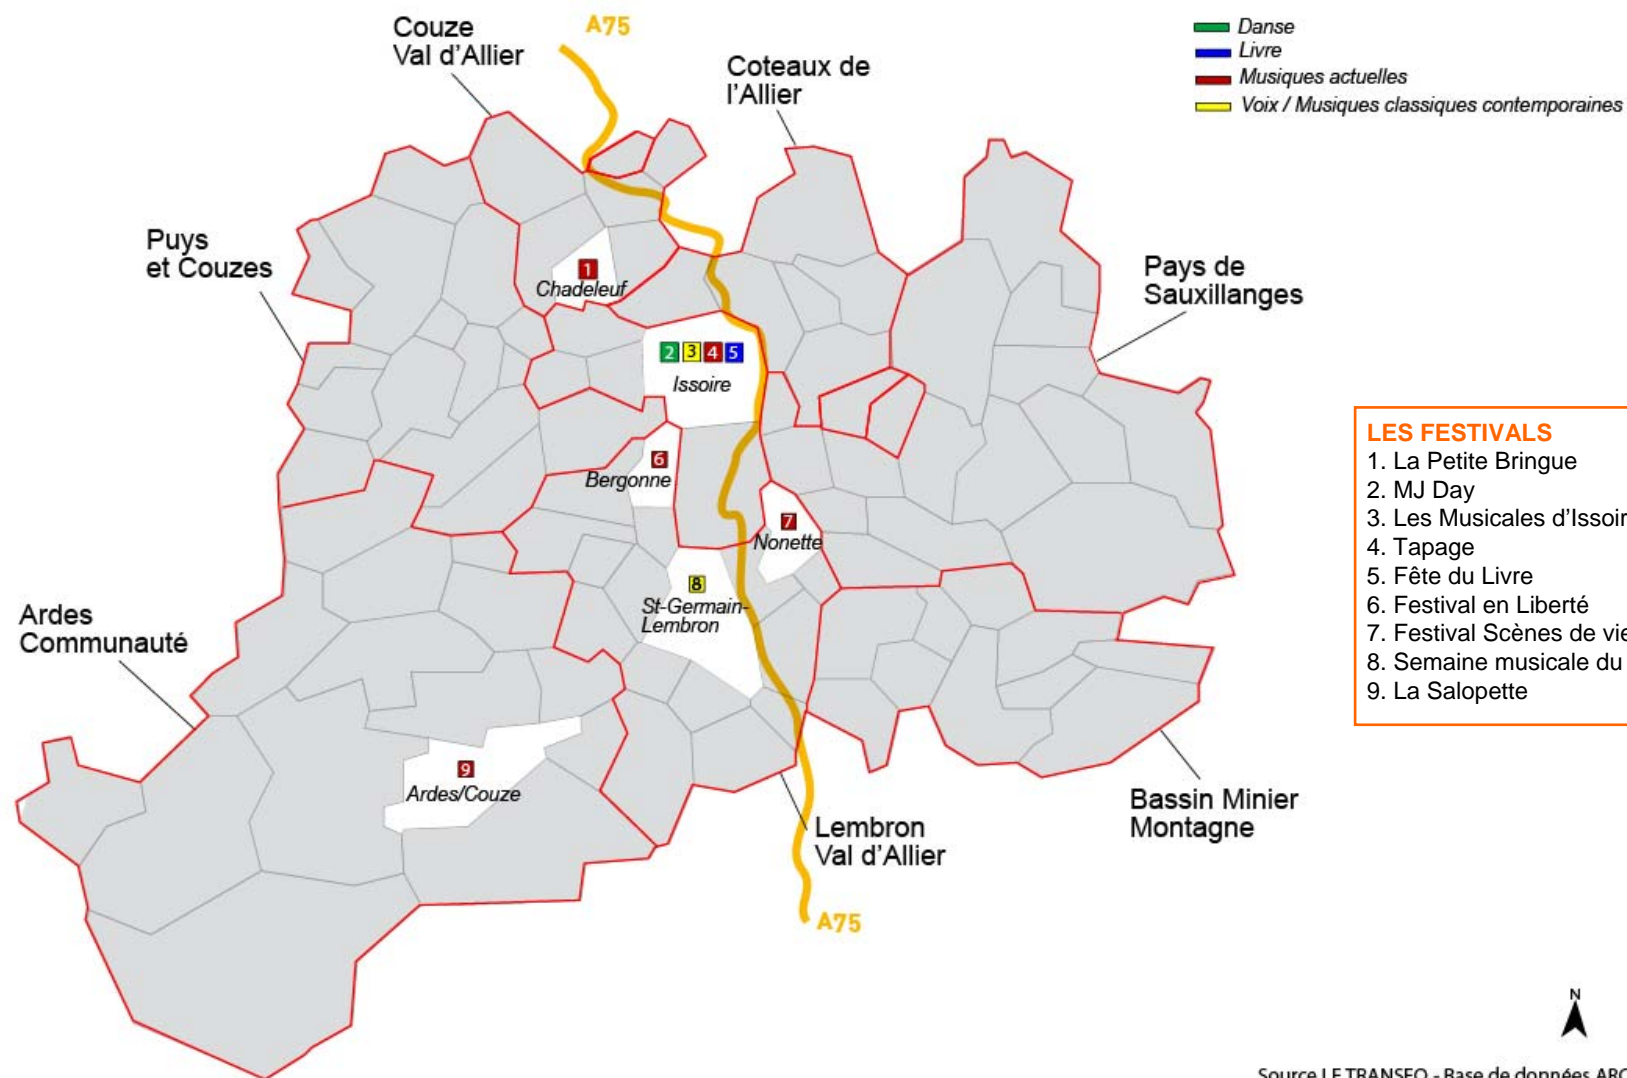 Couze
Val d'Allier
A75
Coteaux de
l'Allier
Danse
Livre
Musiques actuelles
Voix / Musiques classiques contemporaines
Puys
et Couzes
Pays de
Sauxillanges
1
Chadeleuf
2 3 4 5
Issoire
6
Bergonne
7
Nonette
8
St-Germain-
Lembron
9
Ardes/Couze
Ardes
Communauté
Lembron
Val d'Allier
Bassin Minier
Montagne
A75
LES FESTIVALS
1. La Petite Bringue
2. MJ Day
3. Les Musicales d'Issoir
4. Tapage
5. Fête du Livre
6. Festival en Liberté
7. Festival Scènes de vie
8. Semaine musicale du
9. La Salopette
N